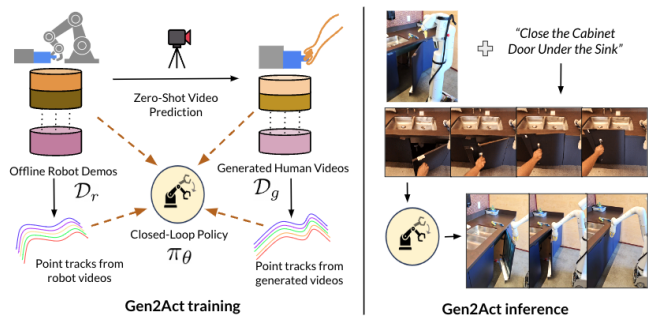 Zero-Shot Video
Prediction
Offline Robot Demos
𝒟r
Generated Human Videos
𝒟g
Closed-Loop Policy
πθ
Point tracks from
robot videos
Point tracks from
generated videos
Gen2Act training
“Close the Cabinet
Door Under the Sink”
Gen2Act inference